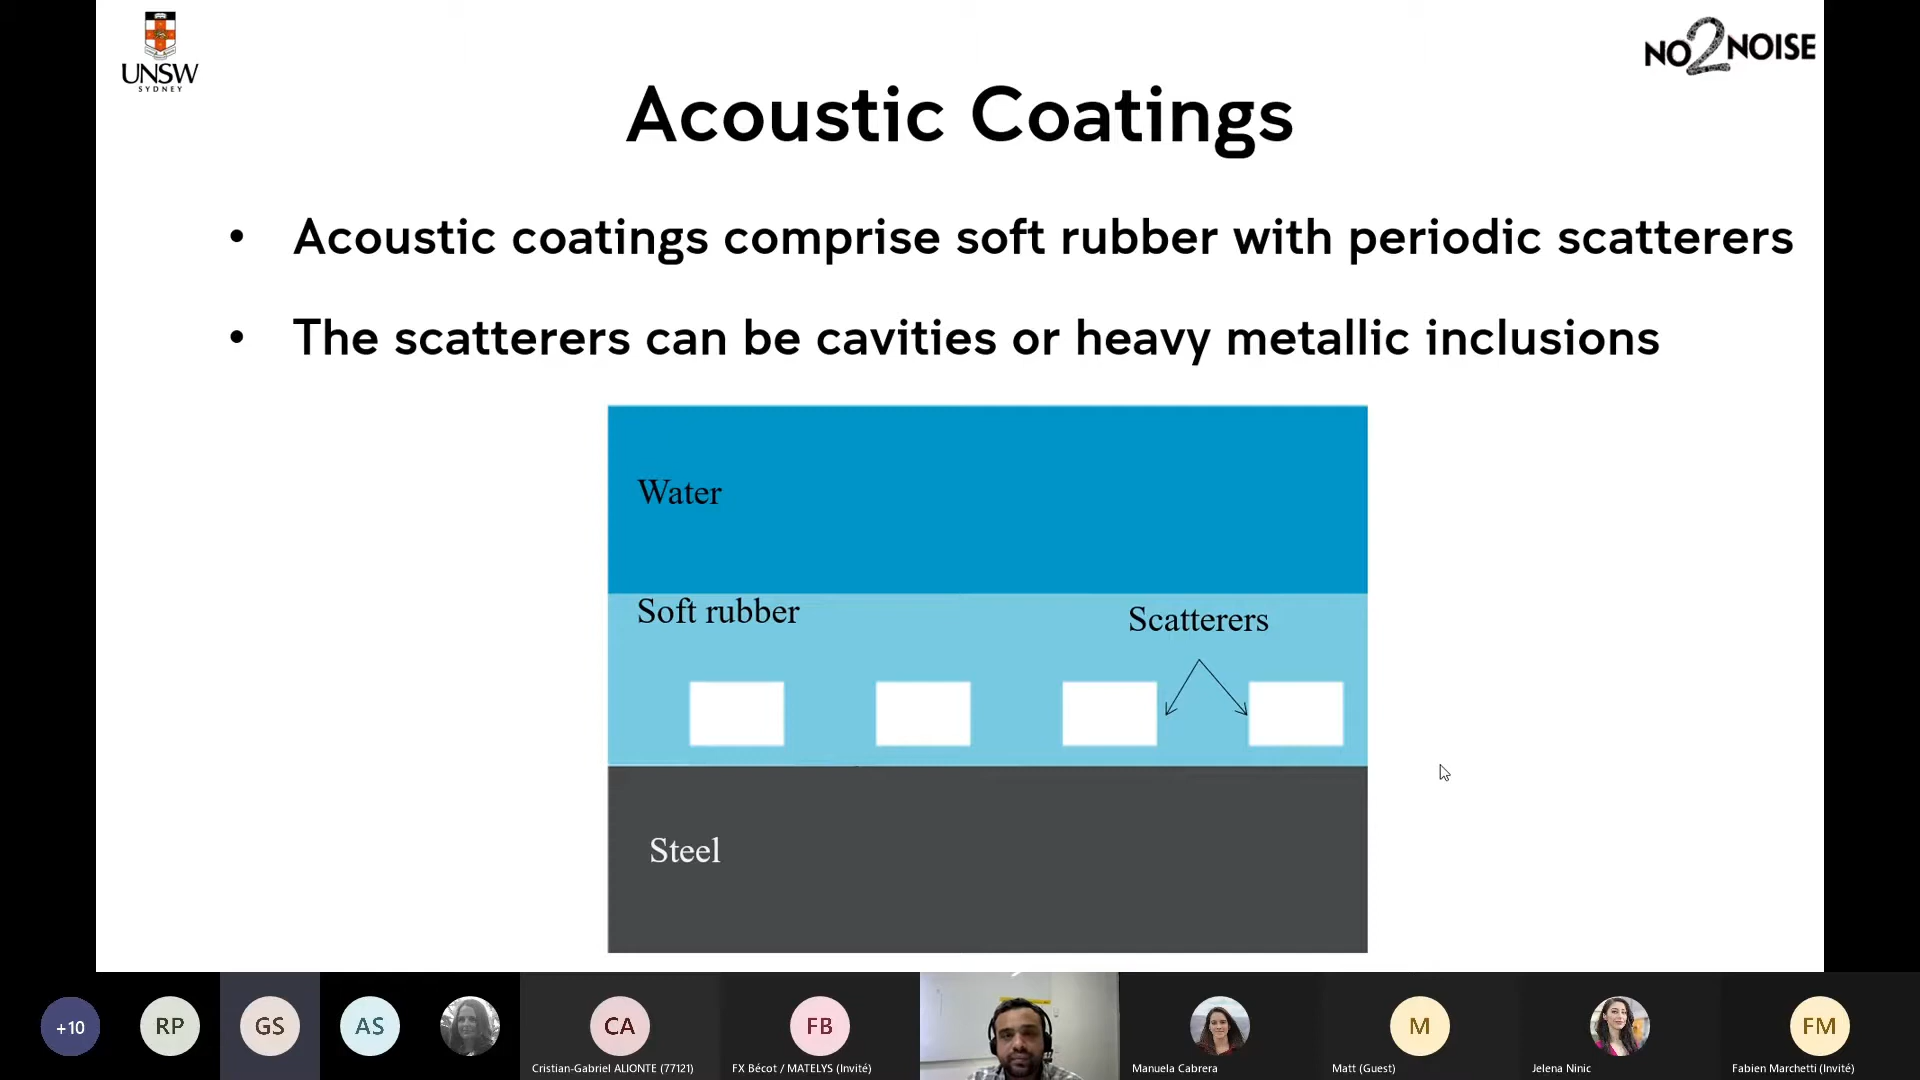 UNSW
SYDNEY
NO2NOISE
Acoustic Coatings
• Acoustic coatings comprise soft rubber with periodic scatterers
• The scatterers can be cavities or heavy metallic inclusions
Water
Soft rubber
Scatterers
Steel
+10
RP
GS
AS
CA
FB
M
FM
Cristian-Gabriel ALIONTE (77121)
FX Bécot / MATELYS (Invité)
Manuela Cabrera
Matt (Guest)
Jelena Ninic
Fabien Marchetti (Invité)